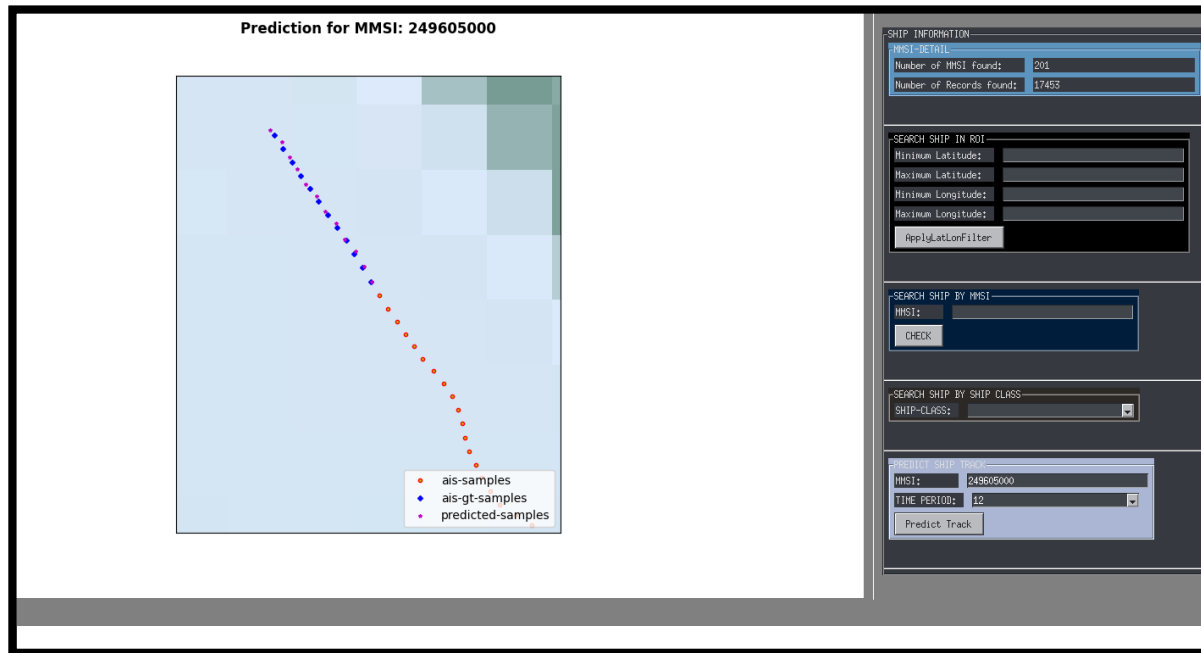 Prediction for MMSI: 249605000
ais-samples
ais-gt-samples
predicted-samples
SHIP INFORMATION
MMSI-DETAIL
Number of MMSI found: 201
Number of Records found: 17453
SEARCH SHIP IN ROI
Minimum Latitude:
Maximum Latitude:
Minimum Longitude:
Maximum Longitude:
ApplyLatLonFilter
SEARCH SHIP BY MMSI
MMSI:
CHECK
SEARCH SHIP BY SHIP CLASS
SHIP-CLASS:
PREDICT SHIP TRACK
MMSI: 249605000
TIME PERIOD: 12
Predict Track